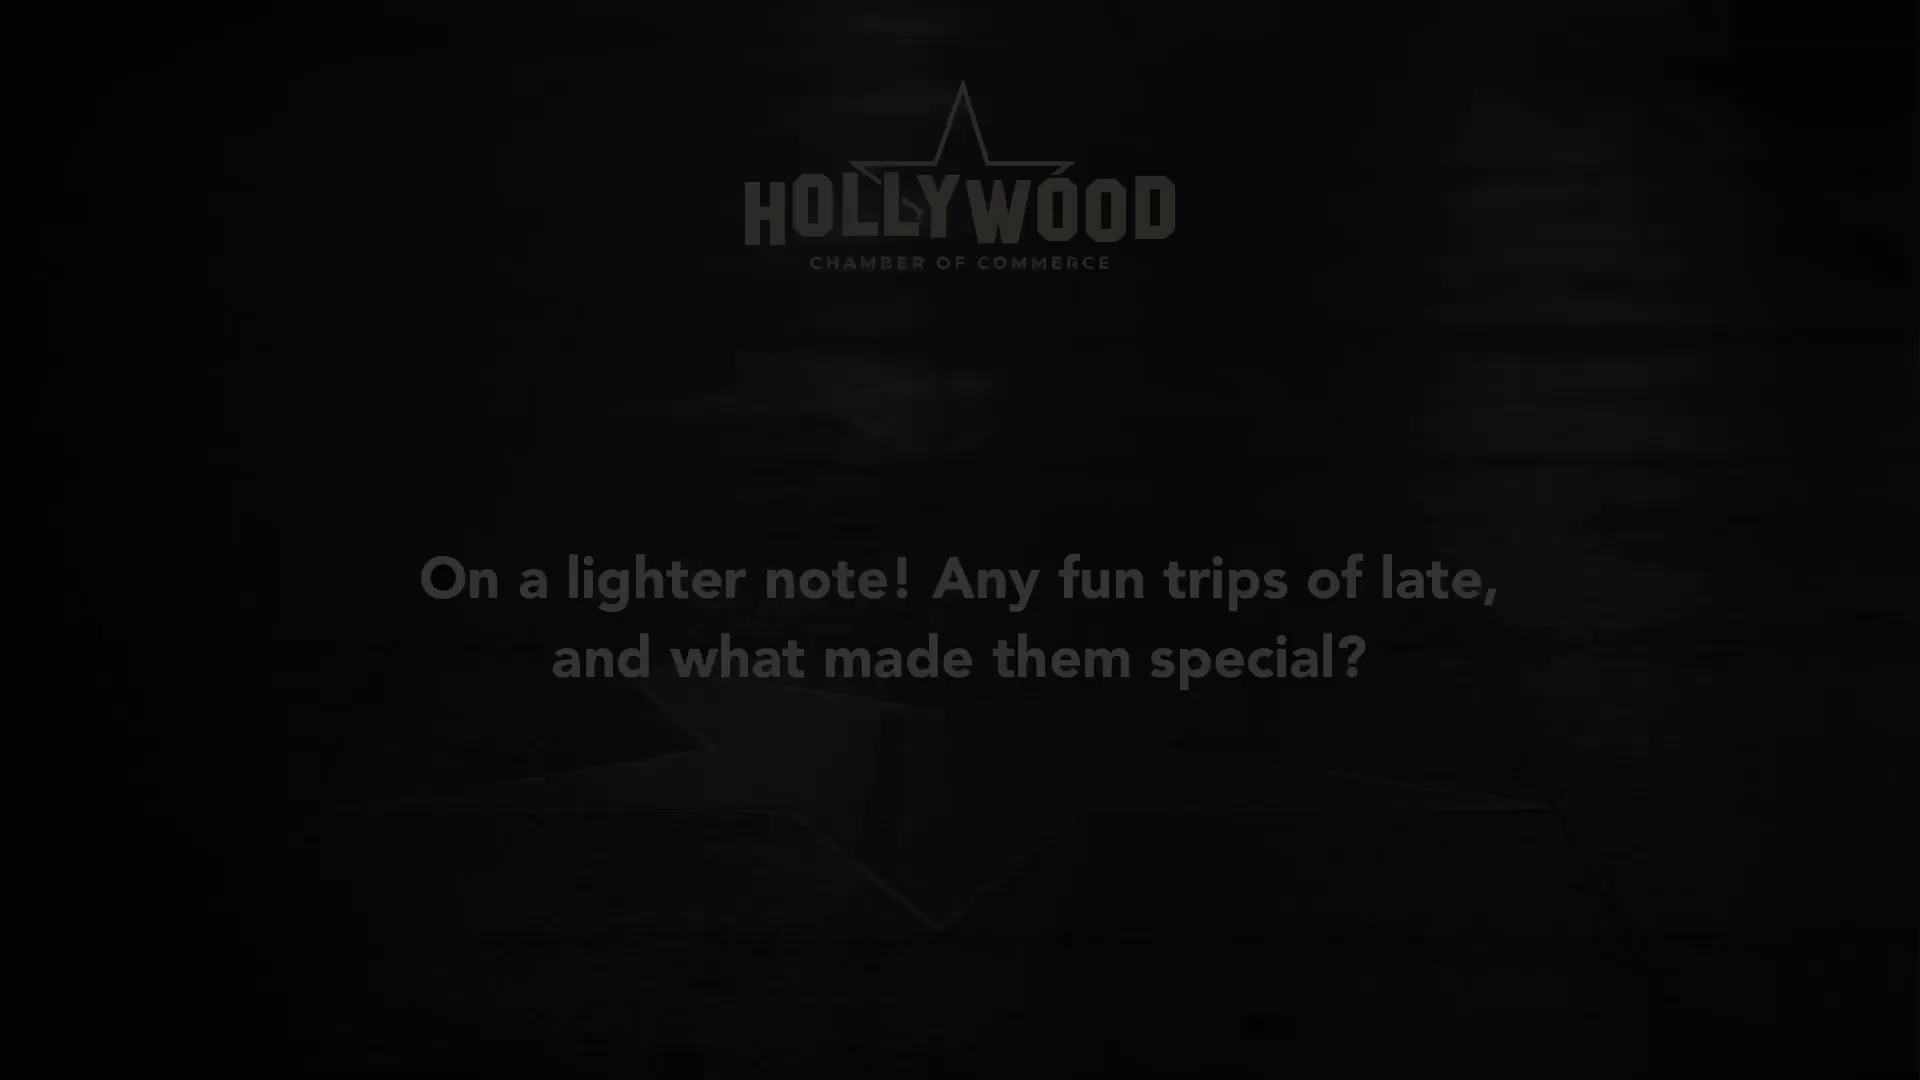 HOLLYWOOD
CHAMBER OF COMMERCE
On a lighter note! Any fun trips of late,
and what made them special?